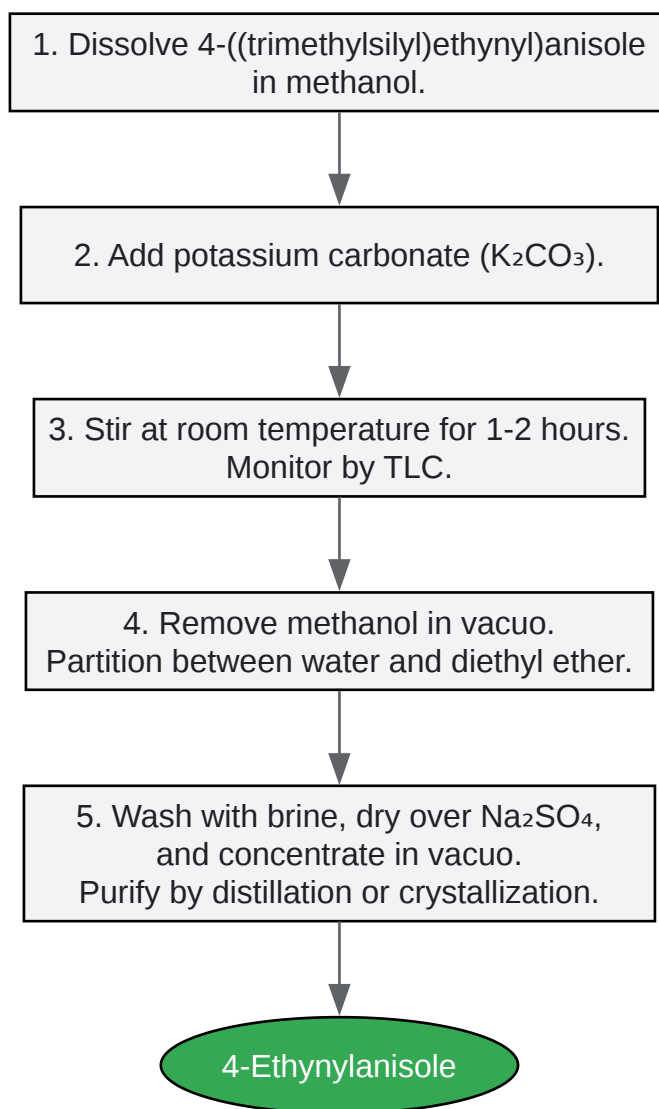 1. Dissolve 4-((trimethylsilyl)ethynyl)anisole
in methanol.
2. Add potassium carbonate (K₂CO₃).
3. Stir at room temperature for 1-2 hours.
Monitor by TLC.
4. Remove methanol in vacuo.
Partition between water and diethyl ether.
5. Wash with brine, dry over Na₂SO₄,
and concentrate in vacuo.
Purify by distillation or crystallization.
4-Ethynylanisole